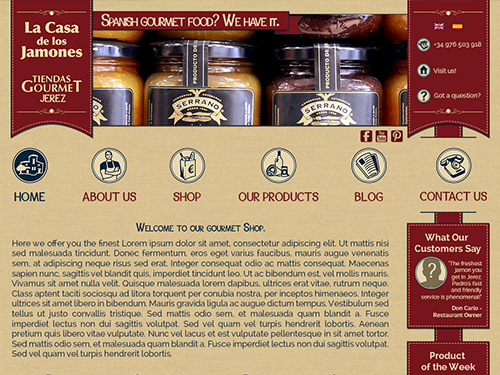 La Casa
de los
Jamones
TIENDAS
GOURMET
JEREZ
SPANISH GOURMET FOOD? WE HAVE IT.
PRODUCTO DE
SERRANO
SERRANO
+34 976 503 918
Visit us!
Got a question?
HOME
ABOUT US
SHOP
OUR PRODUCTS
BLOG
CONTACT US
WELCOME TO OUR GOURMET SHOP.
Here we offer you the finest Lorem ipsum dolor sit amet, consectetur adipiscing elit. Ut mattis nisi
sed malesuada tincidunt. Donec fermentum, eros eget varius faucibus, mauris augue venenatis
sem, at adipiscing neque risus sed erat. Integer consequat odio ac mattis consequat. Maecenas
sapien nunc, sagittis vel blandit quis, imperdiet tincidunt leo. Ut ac bibendum est, vel mollis mauris.
Vivamus sit amet nulla velit. Quisque malesuada lorem dapibus, ultrices erat vitae, rutrum neque.
Class aptent taciti sociosqu ad litora torquent per conubia nostra, per inceptos himenaeos. Integer
ultrices sit amet libero in bibendum. Mauris gravida ligula ac augue dictum tempus. Vestibulum sed
tellus ut justo convallis tristique. Sed mattis odio sem, et malesuada quam blandit a. Fusce
imperdiet lectus non dui sagittis volutpat. Sed vel quam vel turpis hendrerit lobortis. Aenean
pretium quis libero vitae vulputate. Nunc vel lacus et est vulputate pellentesque in sit amet tortor.
Sed mattis odio sem, et malesuada quam blandit a. Fusce imperdiet lectus non dui sagittis volutpat.
Sed vel quam vel turpis hendrerit lobortis.
What Our
Customers Say
"The freshest
Jamon you
get in Jerez.
Pedro's fast
and friendly
service is phenomenal!"
Don Carlo -
Restaurant Owner
Product
of the Week